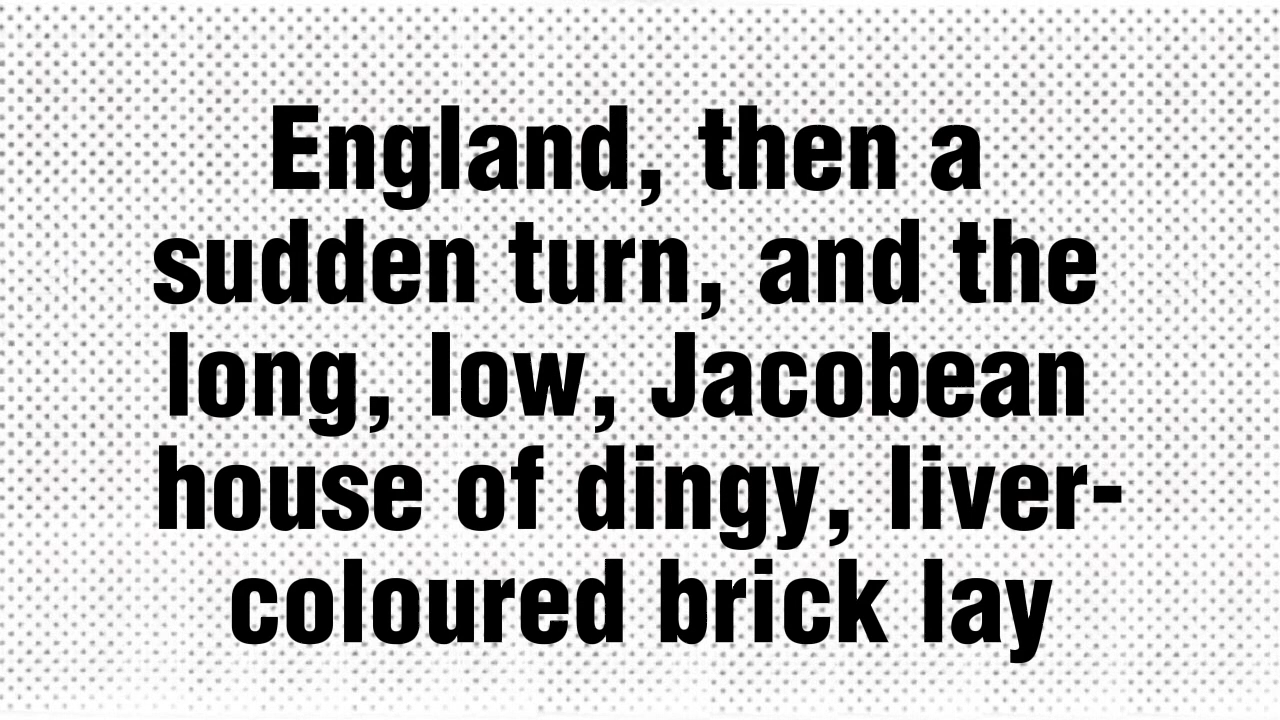 England, then a
sudden turn, and the
long, low, Jacobean
house of dingy, liver-
coloured brick lay